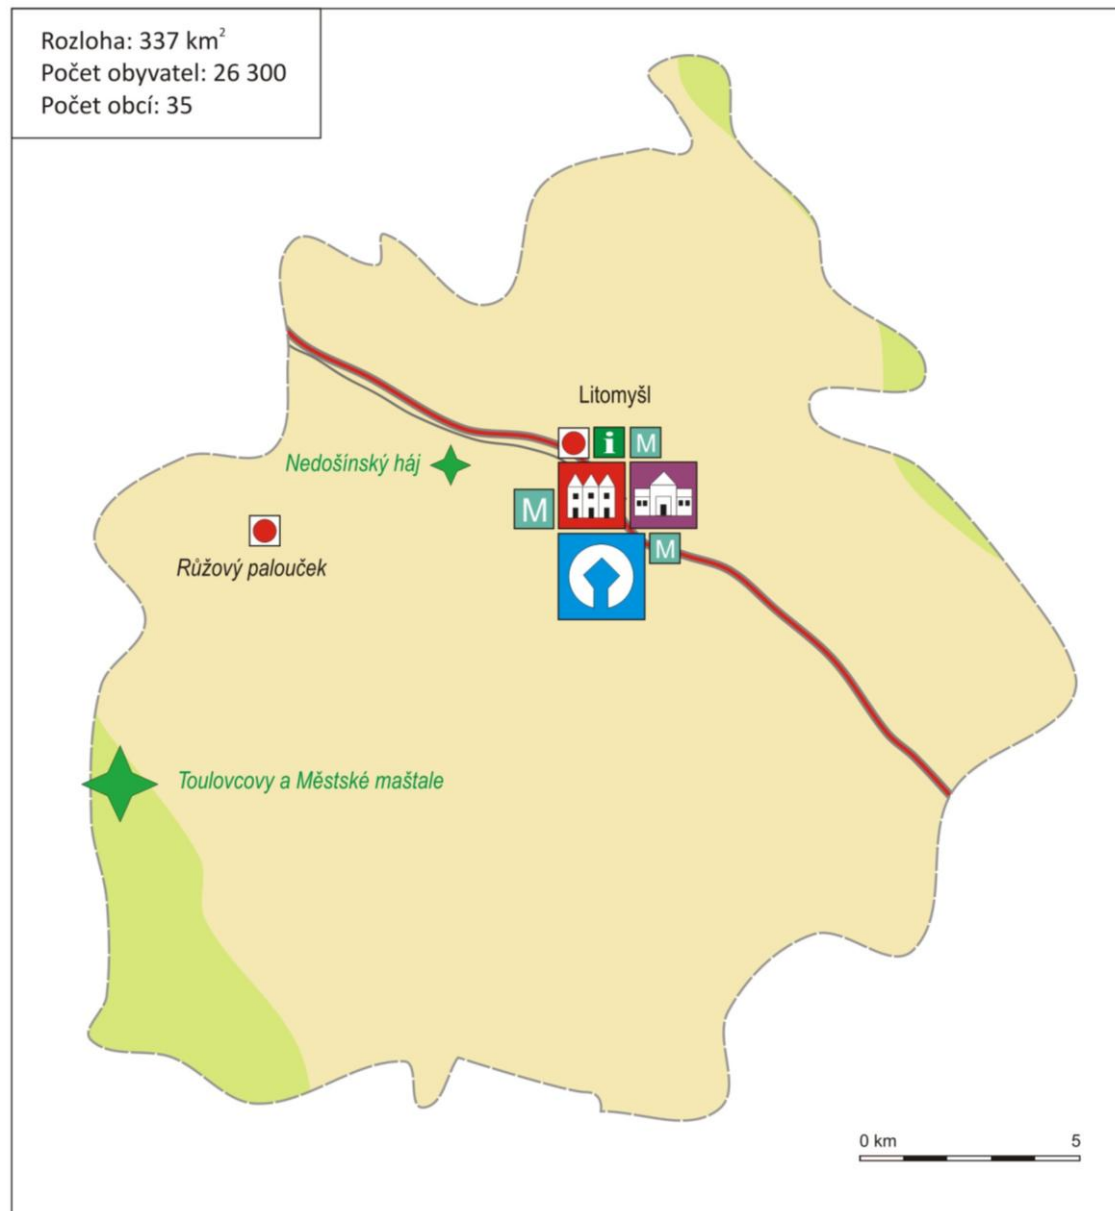 Rozloha: 337 km²
Počet obyvatel: 26 300
Počet obcí: 35
Litomyšl
i M
Nedošínský háj
M
Růžový palouček
M
Toulovcovy a Městské maštale
0 km 5